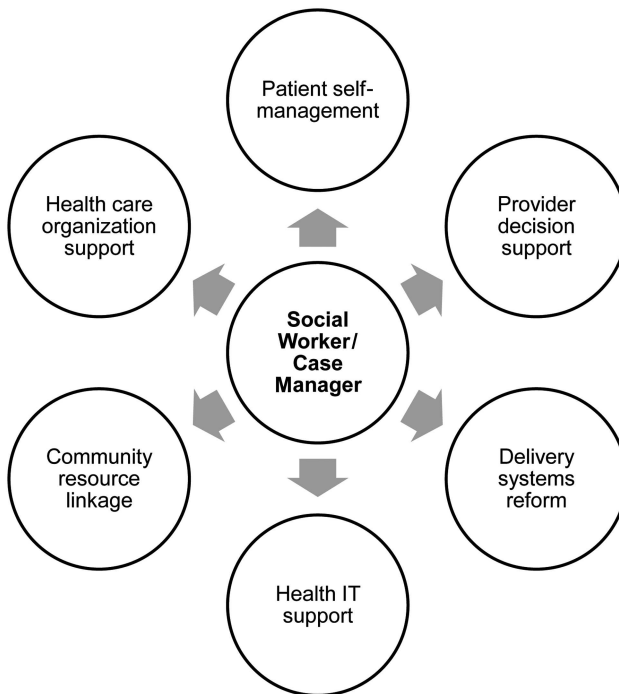 Patient self-
management
Health care
organization
support
Provider
decision
support
Social
Worker/
Case
Manager
Community
resource
linkage
Delivery
systems
reform
Health IT
support